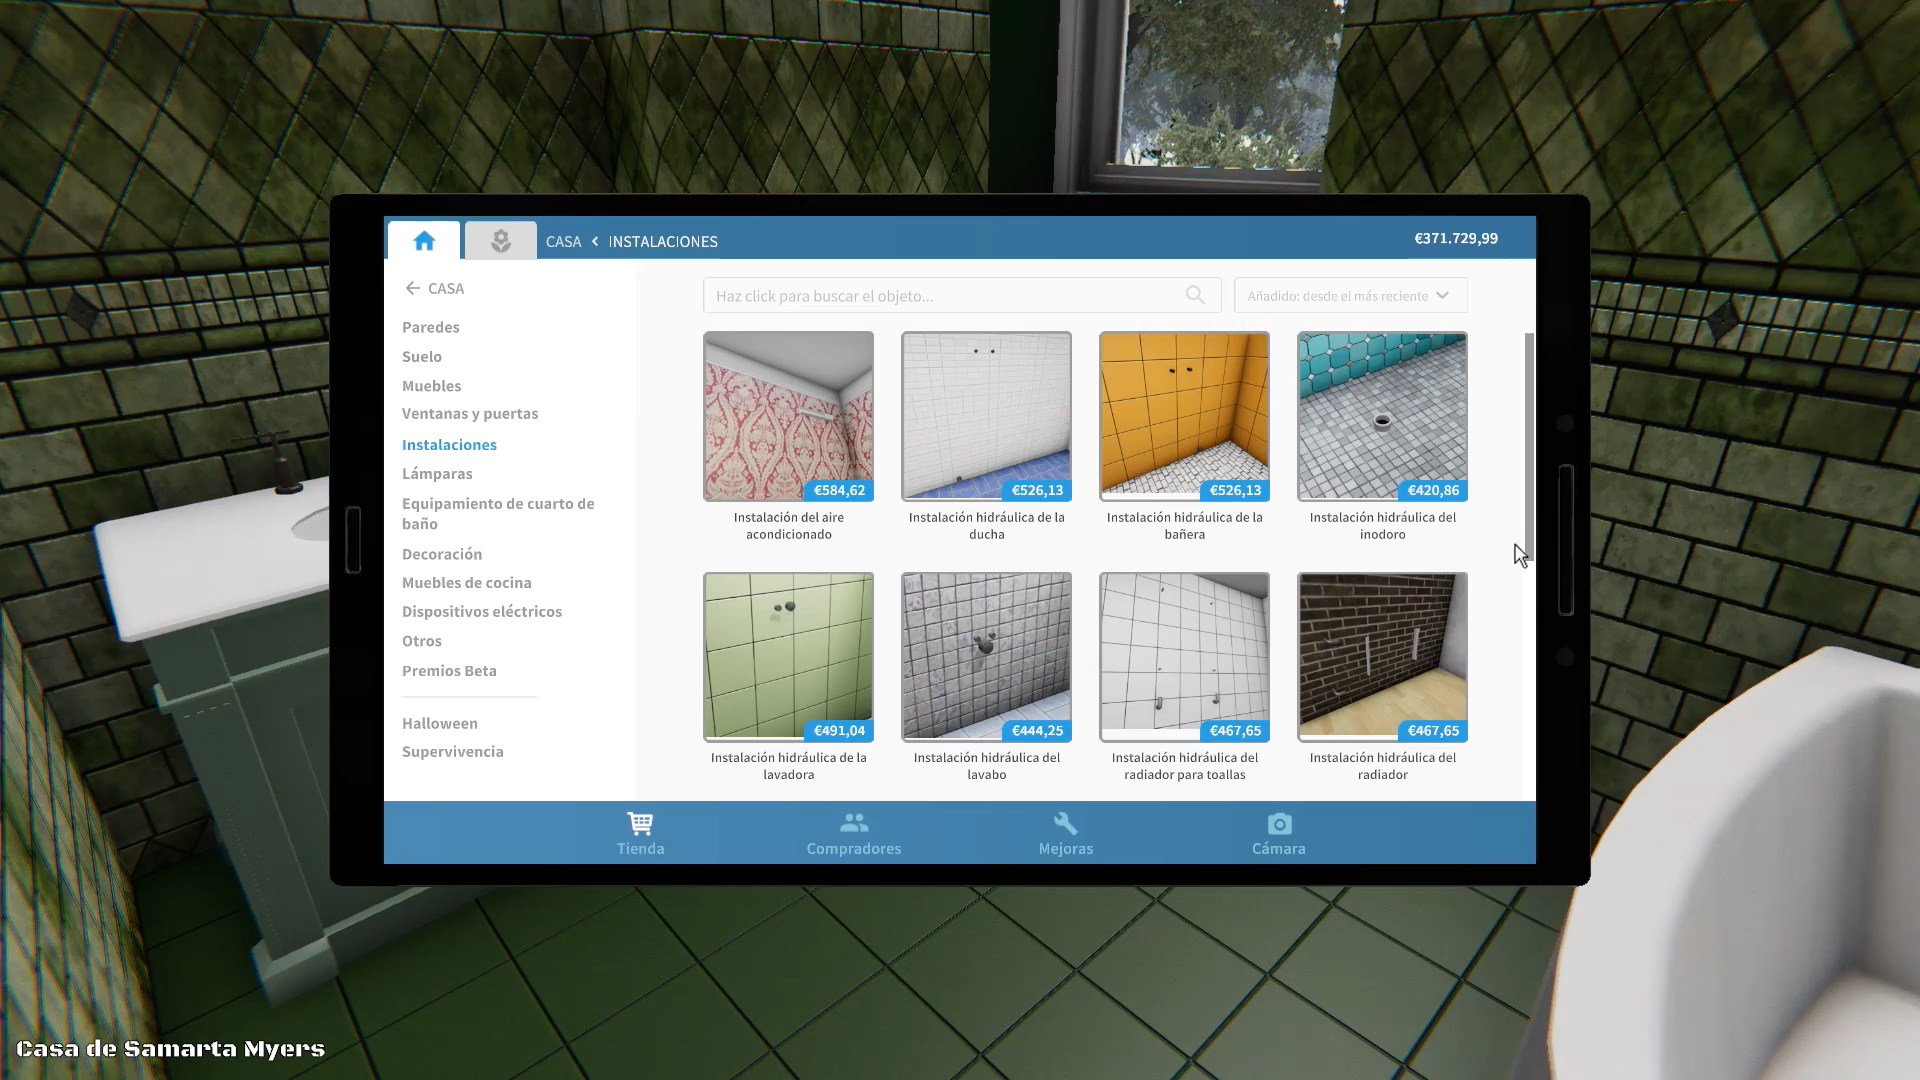 CASA < INSTALACIONES
€371.729,99
← CASA
Haz click para buscar el objeto...
Añadido: desde el más reciente
Paredes
Suelo
Muebles
Ventanas y puertas
Instalaciones
Lámparas
Equipamiento de cuarto de
baño
Decoración
Muebles de cocina
Dispositivos eléctricos
Otros
Premios Beta
Halloween
Supervivencia
€584,62
Instalación del aire
acondicionado
€526,13
Instalación hidráulica de la
ducha
€526,13
Instalación hidráulica de la
bañera
€420,86
Instalación hidráulica del
inodoro
€491,04
Instalación hidráulica de la
lavadora
€444,25
Instalación hidráulica del
lavabo
€467,65
Instalación hidráulica del
radiador para toallas
€467,65
Instalación hidráulica del
radiador
Tienda
Compradores
Mejoras
Cámara
Casa de Samarta Myers